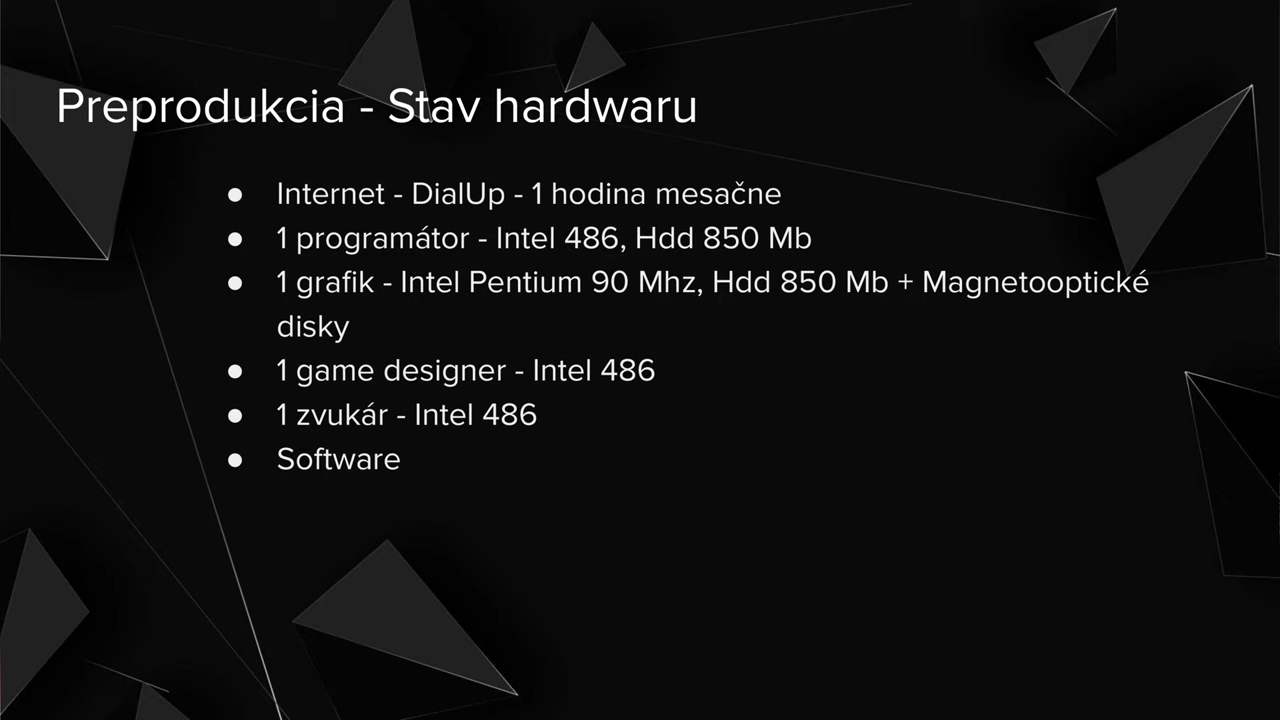 Preprodukcia - Stav hardwaru
● Internet - DialUp - 1 hodina mesačne
● 1 programátor - Intel 486, Hdd 850 Mb
● 1 grafik - Intel Pentium 90 Mhz, Hdd 850 Mb + Magnetooptické
disky
● 1 game designer - Intel 486
● 1 zvukár - Intel 486
● Software